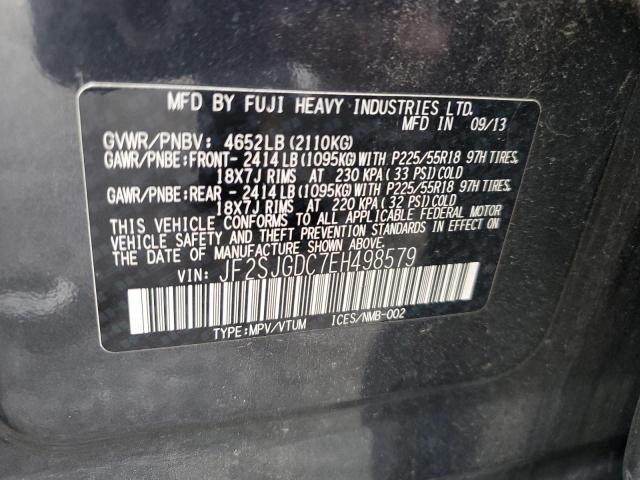 MFD BY FUJI HEAVY INDUSTRIES LTD.
MFD IN 09/13
GVWR/PNBV: 4652LB (2110KG)
GAWR/PNBE:FRONT- 2414LB(1095KG)WITH P225/55R18 97H TIRES,
18X7J RIMS AT 230 KPA( 33 PSI)COLD
GAWR/PNBE:REAR - 2414LB(1095KG)WITH P225/55R18 97H TIRES,
18X7J RIMS AT 220 KPA( 32 PSI)COLD
THIS VEHICLE CONFORMS TO ALL APPLICABLE FEDERAL MOTOR
VEHICLE SAFETY AND THEFT PREVENTION STANDARDS IN EFFECT ON
THE DATE OF MANUFACTURE SHOWN ABOVE.
VIN: JF2SJGDC7EH498579
TYPE:MPV/VTUM ICES/NMB-002